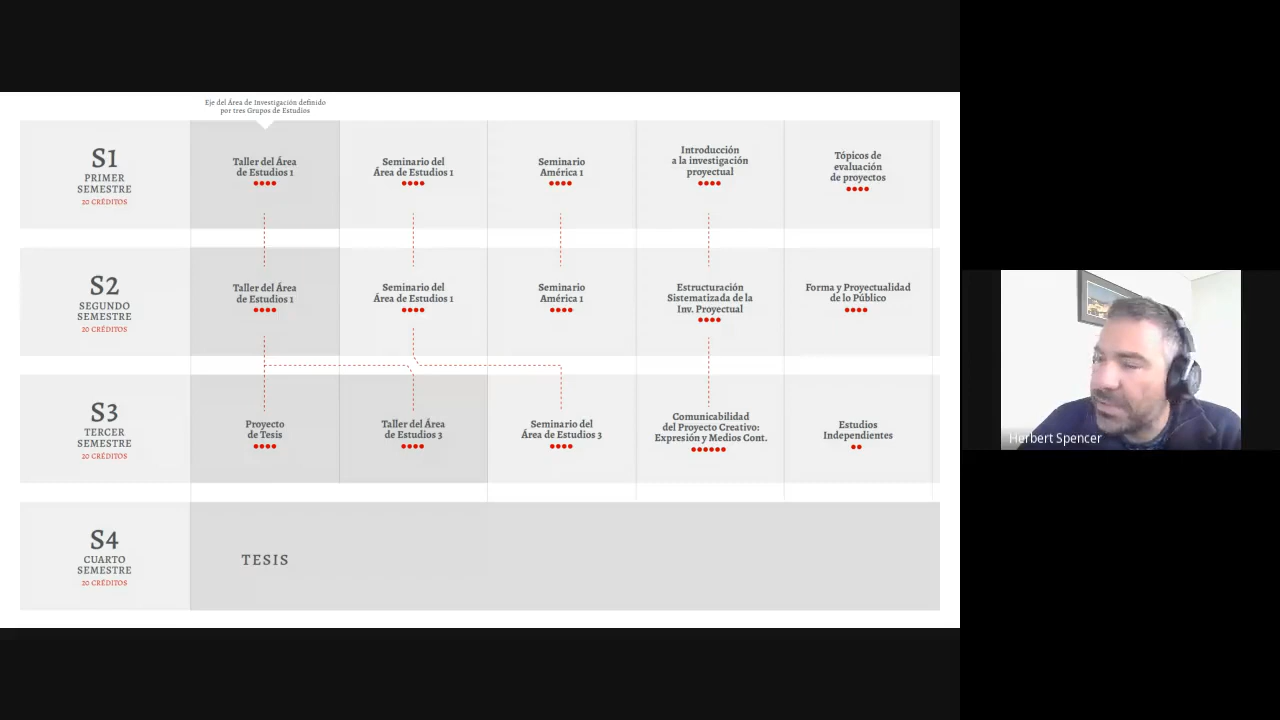 Eje del Área de Investigación definido
por tres Grupos de Estudios
S1
PRIMER
SEMESTRE
20 CRÉDITOS
Taller del Área
de Estudios 1
Seminario del
Área de Estudios 1
Seminario
América 1
Introducción
a la investigación
proyectual
Tópicos de
evaluación
de proyectos
S2
SEGUNDO
SEMESTRE
20 CRÉDITOS
Taller del Área
de Estudios 1
Seminario del
Área de Estudios 1
Seminario
América 1
Estructuración
Sistematizada de la
Inv. Proyectual
Forma y Proyectualidad
de lo Público
S3
TERCER
SEMESTRE
20 CRÉDITOS
Proyecto
de Tesis
Taller del Área
de Estudios 3
Seminario del
Área de Estudios 3
Comunicabilidad
del Proyecto Creativo:
Expresión y Medios Cont.
Estudios
Independientes
S4
CUARTO
SEMESTRE
20 CRÉDITOS
TESIS
Herbert Spencer